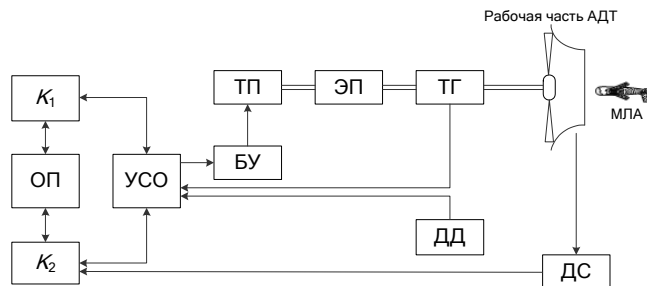 Рабочая часть АДТ
K1
ТП
ЭП
ТГ
МЛА
ОП
УСО
БУ
ДД
K2
ДС